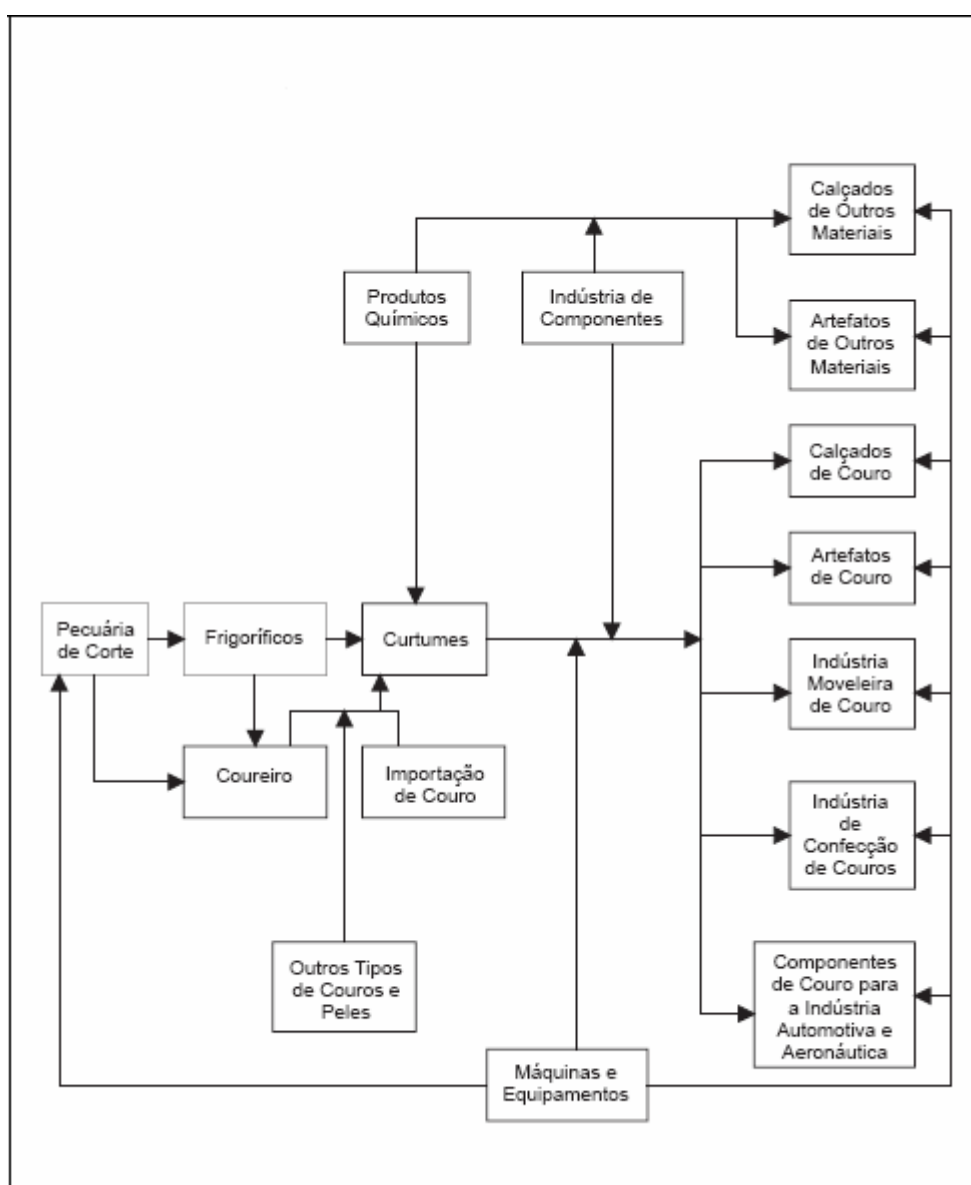 Calçados
de Outros
Materiais
Produtos
Químicos
Indústria de
Componentes
Artefatos
de Outros
Materiais
Calçados
de Couro
Artefatos
de Couro
Pecuária
de Corte
Frigoríficos
Curtumes
Indústria
Moveleira
de Couro
Coureiro
Importação
de Couro
Indústria
de
Confecção
de Couros
Outros Tipos
de Couros e
Peles
Componentes
de Couro para
a Indústria
Automotiva e
Aeronáutica
Máquinas e
Equipamentos